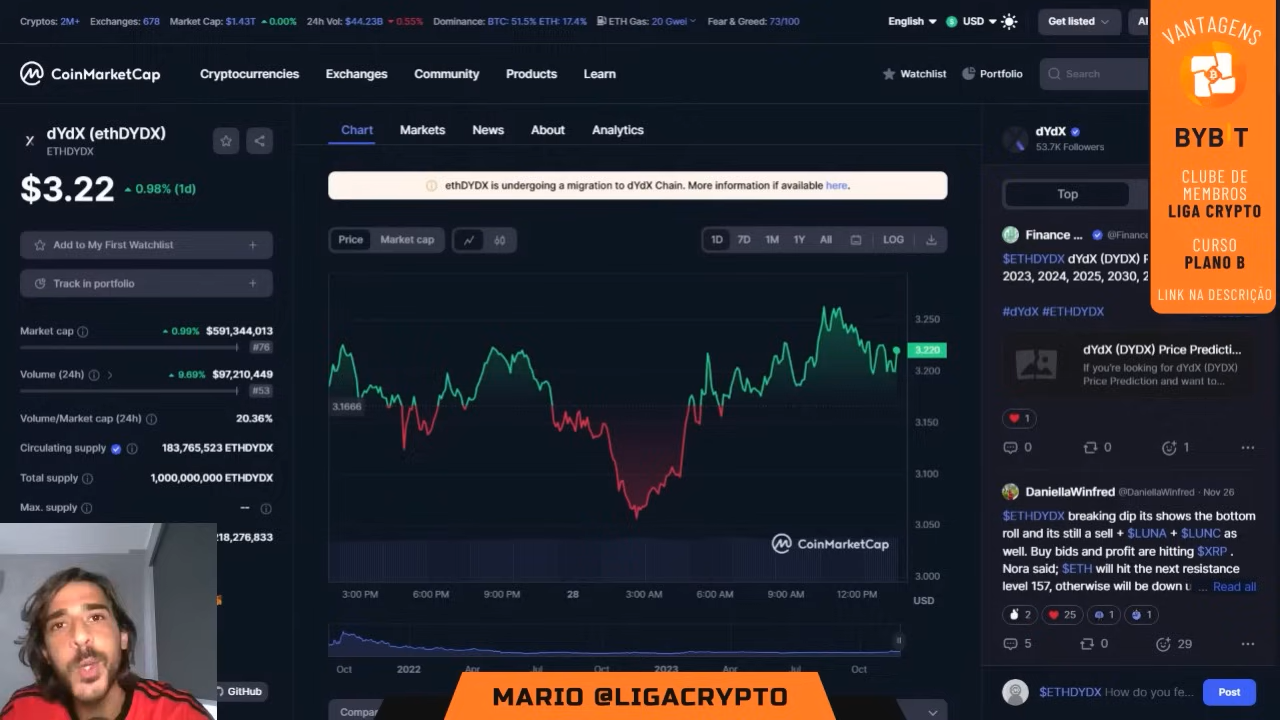 Cryptos: 2M+ Exchanges: 678 Market Cap: $1.43T 0.00% 24h Vol: $44.23B 0.55% Dominance: BTC: 51.5% ETH: 17.4% ETH Gas: 20 Gwei Fear & Greed: 73/100
English USD Get listed
CoinMarketCap
Cryptocurrencies Exchanges Community Products Learn
Watchlist Portfolio Search
dYdX (ethDYDX)
ETHDYDX
$3.22 0.98% (1d)
Add to My First Watchlist +
Track in portfolio +
Market cap 0.99% $591,344,013
#76
Volume (24h) 9.69% $97,210,449
#53
Volume/Market cap (24h) 20.36%
Circulating supply 183,765,523 ETHDYDX
Total supply 1,000,000,000 ETHDYDX
Max. supply --
18,276,833
GitHub
Chart Markets News About Analytics
ethDYDX is undergoing a migration to dYdX Chain. More information if available here.
Price Market cap
1D 7D 1M 1Y All LOG
3.250
3.220
3.200
3.1666
3.150
3.100
3.050
3.000
CoinMarketCap
3:00 PM 6:00 PM 9:00 PM 28 3:00 AM 6:00 AM 9:00 AM 12:00 PM
USD
Oct 2022 Apr Jul Oct 2023 Apr Jul Oct
Compar
MARIO @LIGACRYPTO
dYdX
53.7K Followers
Top
Finance ... @Finance
$ETHDYDX dYdX (DYDX) P
2023, 2024, 2025, 2030, 2
#dYdX #ETHDYDX
dYdX (DYDX) Price Predicti...
If you're looking for dYdX (DYDX)
Price Prediction and want to...
1
0 0 1
DaniellaWinfred @DaniellaWinfred · Nov 26
$ETHDYDX breaking dip its shows the bottom
roll and its still a sell + $LUNA + $LUNC as
well. Buy bids and profit are hitting $XRP .
Nora said; $ETH will hit the next resistance
level 157, otherwise will be down u ... Read all
2 25 1 1
5 0 29
$ETHDYDX How do you fe...
Post
VANTAGENS
BYBIT
CLUBE DE
MEMBROS
LIGA CRYPTO
CURSO
PLANO B
LINK NA DESCRIÇÃO